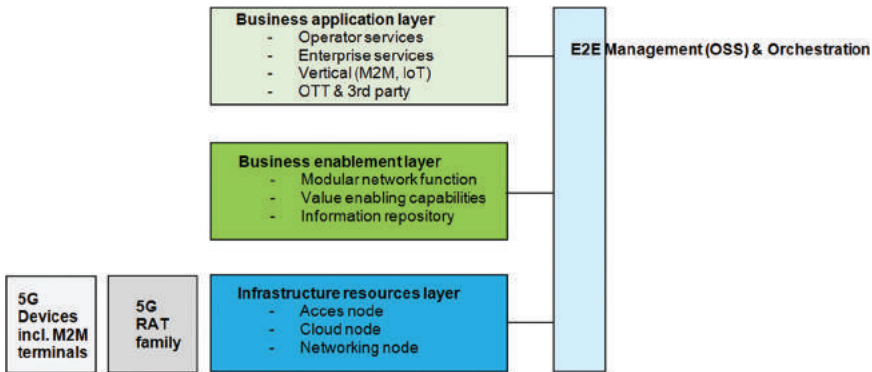 Business application layer
- Operator services
- Enterprise services
- Vertical (M2M, IoT)
- OTT & 3rd party
E2E Management (OSS) & Orchestration
Business enablement layer
- Modular network function
- Value enabling capabilities
- Information repository
5G
Devices
incl. M2M
terminals
5G
RAT
family
Infrastructure resources layer
- Acces node
- Cloud node
- Networking node